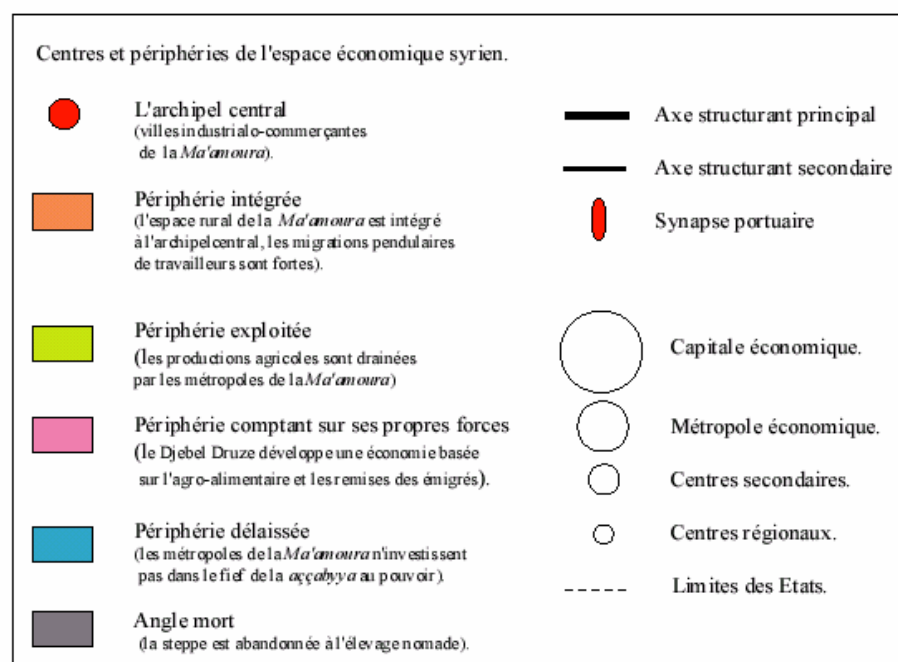 Centres et périphéries de l'espace économique syrien.
L'archipel central
(villes industrialo-commerçantes
de la Ma'amoura).
Périphérie intégrée
(l'espace rural de la Ma'amoura est intégré
à l'archipel central, les migrations pendulaires
de travailleurs sont fortes).
Périphérie exploitée
(les productions agricoles sont drainées
par les métropoles de la Ma'amoura)
Périphérie comptant sur ses propres forces
(le Djebel Druze développe une économie basée
sur l'agro-alimentaire et les remises des émigrés).
Périphérie délaissée
(les métropoles de la Ma'amoura n'investissent
pas dans le fief de la aççabyya au pouvoir).
Angle mort
(la steppe est abandonnée à l'élevage nomade).
Axe structurant principal
Axe structurant secondaire
Synapse portuaire
Capitale économique.
Métropole économique.
Centres secondaires.
Centres régionaux.
Limites des Etats.